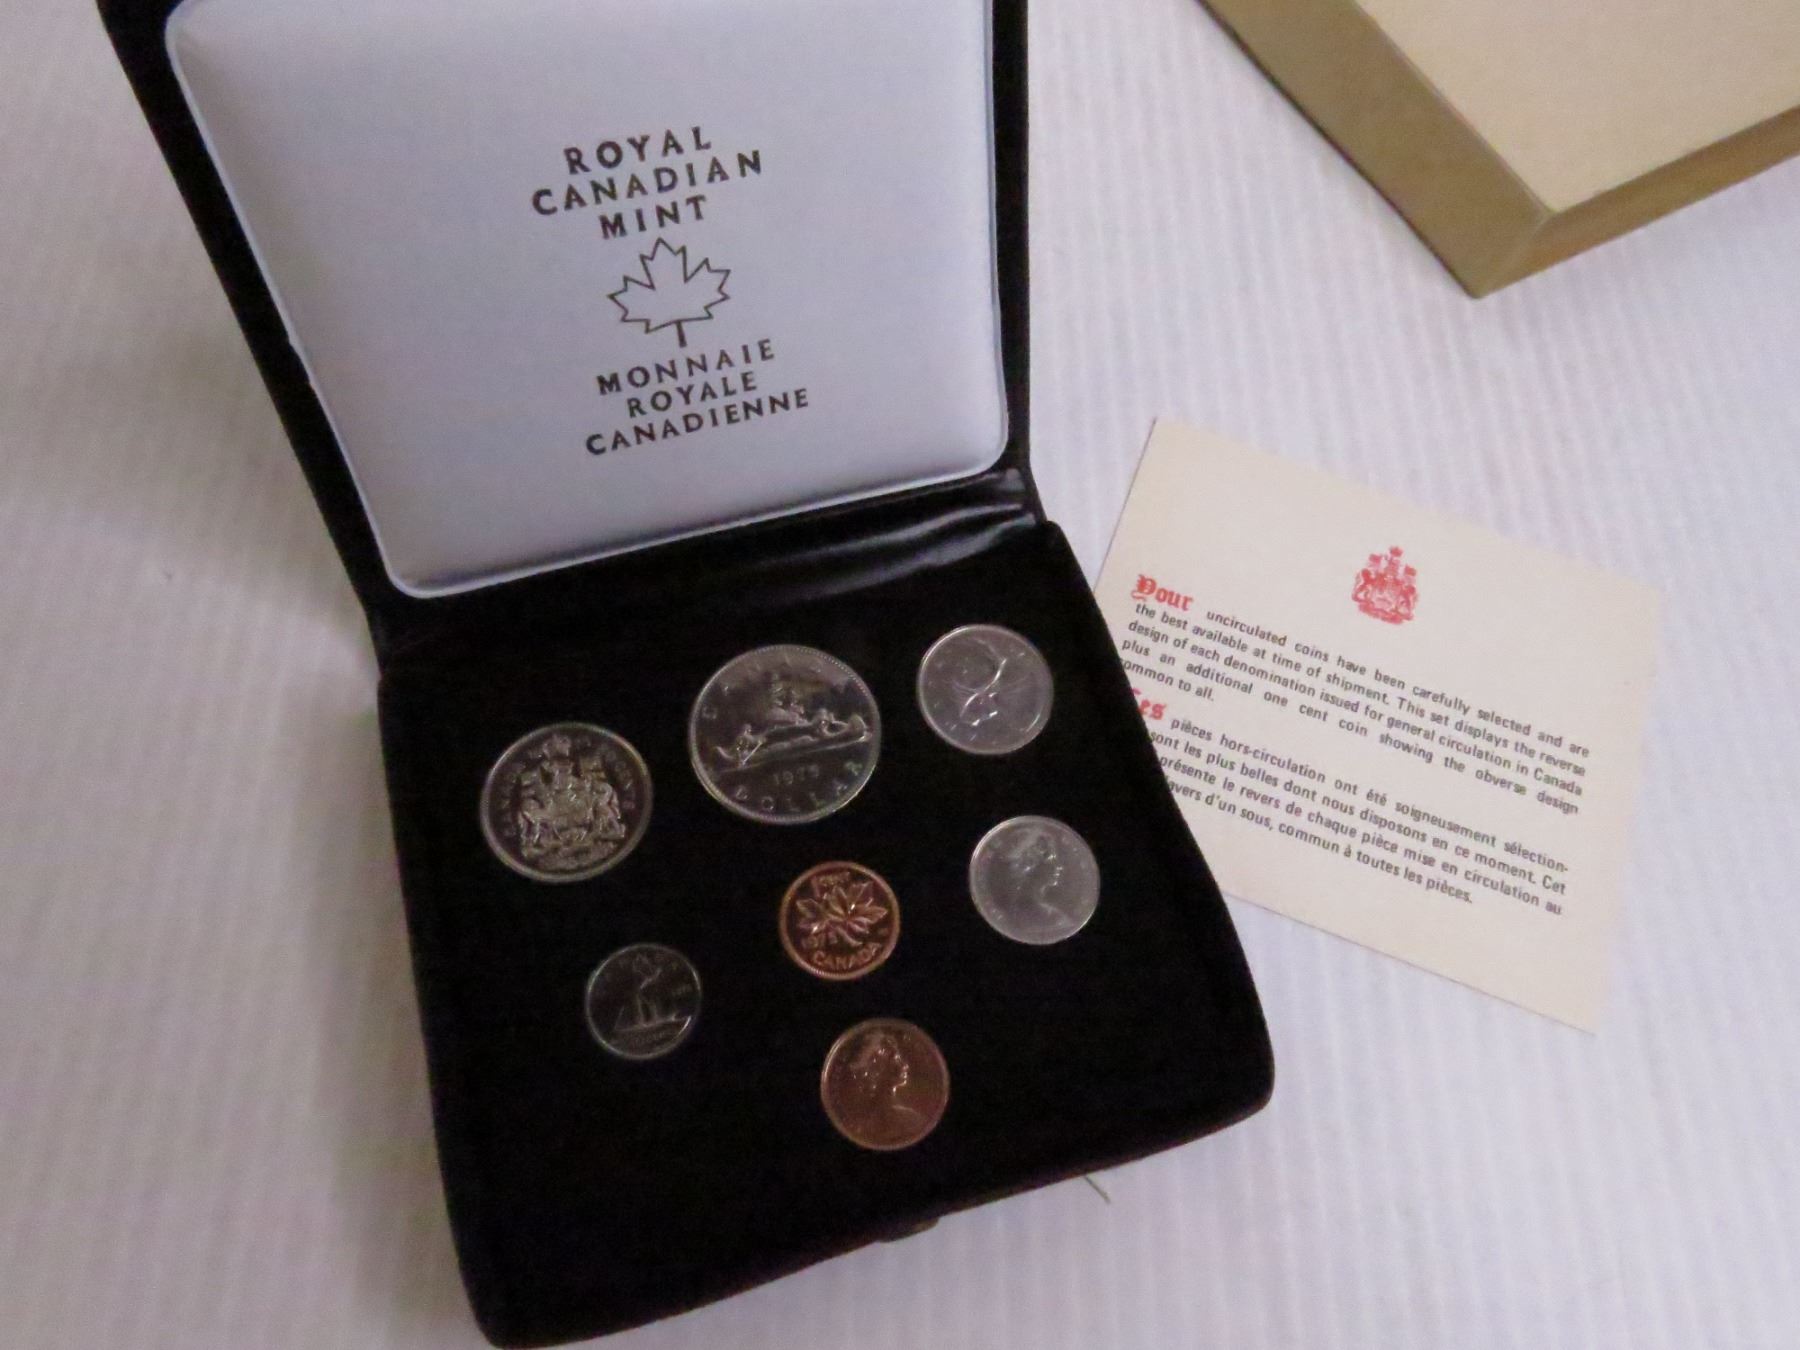 ROYAL
CANADIAN
MINT
MONNAIE
ROYALE
CANADIENNE
CANADA
DOLLAR
1975
CANADA
Your uncirculated coins have been carefully selected and are
the best available at time of shipment. This set displays the reverse
design of each denomination issued for general circulation in Canada
plus an additional one cent coin showing the obverse design
common to all.
pièces hors-circulation ont été soigneusement sélection-
sont les plus belles dont nous disposons en ce moment. Cet
présente le revers de chaque pièce mise en circulation au
d'un sous, commun à toutes les pièces.